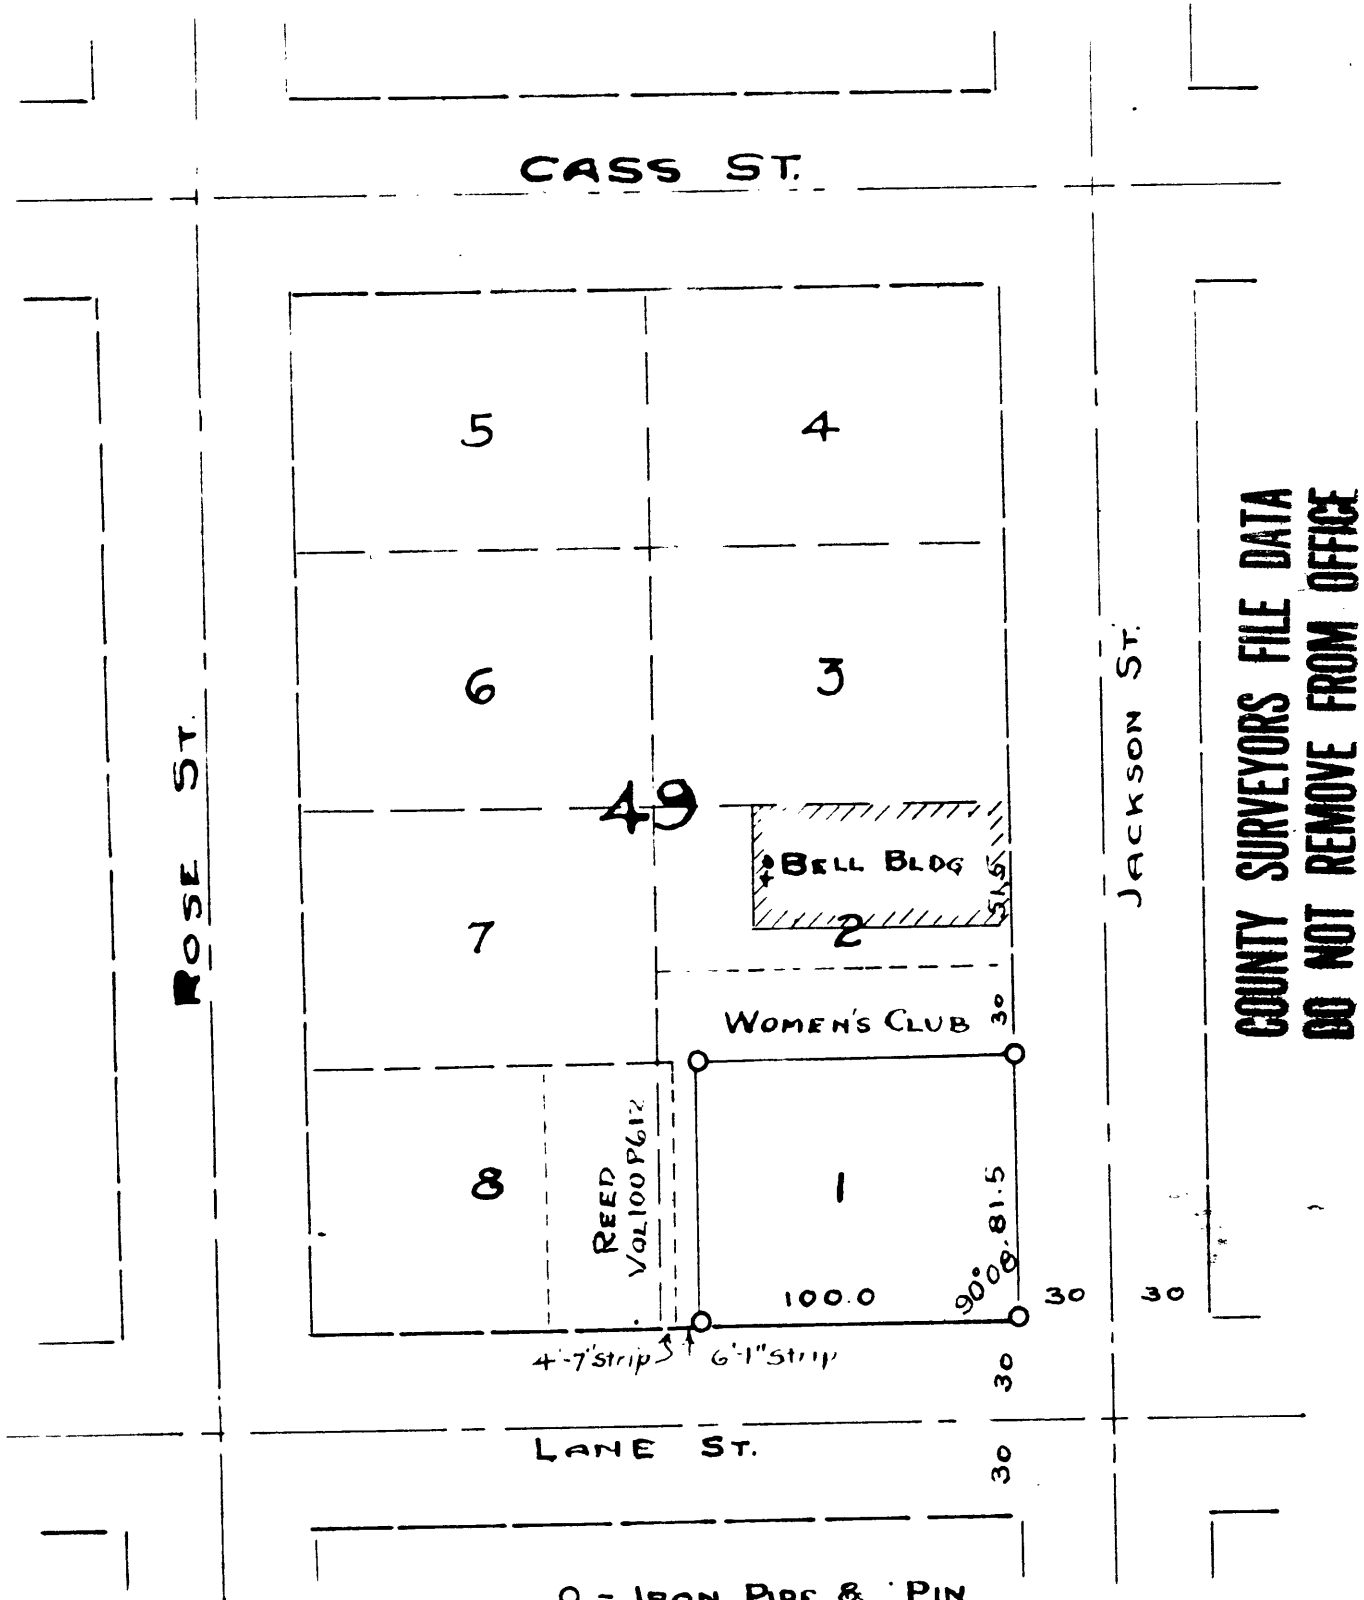 CASS ST.
5
4
6
3
49
BELL BLDG
51.5
7
2
WOMEN'S CLUB
30
8
REED
VOL100 P612
1
81.5
90°08'
100.0
30
30
4'-7" strip
6'-1" strip
30
LANE ST.
30
O - IRON PIPE & PIN
ROSE ST.
JACKSON ST.
COUNTY SURVEYORS FILE DATA
DO NOT REMOVE FROM OFFICE